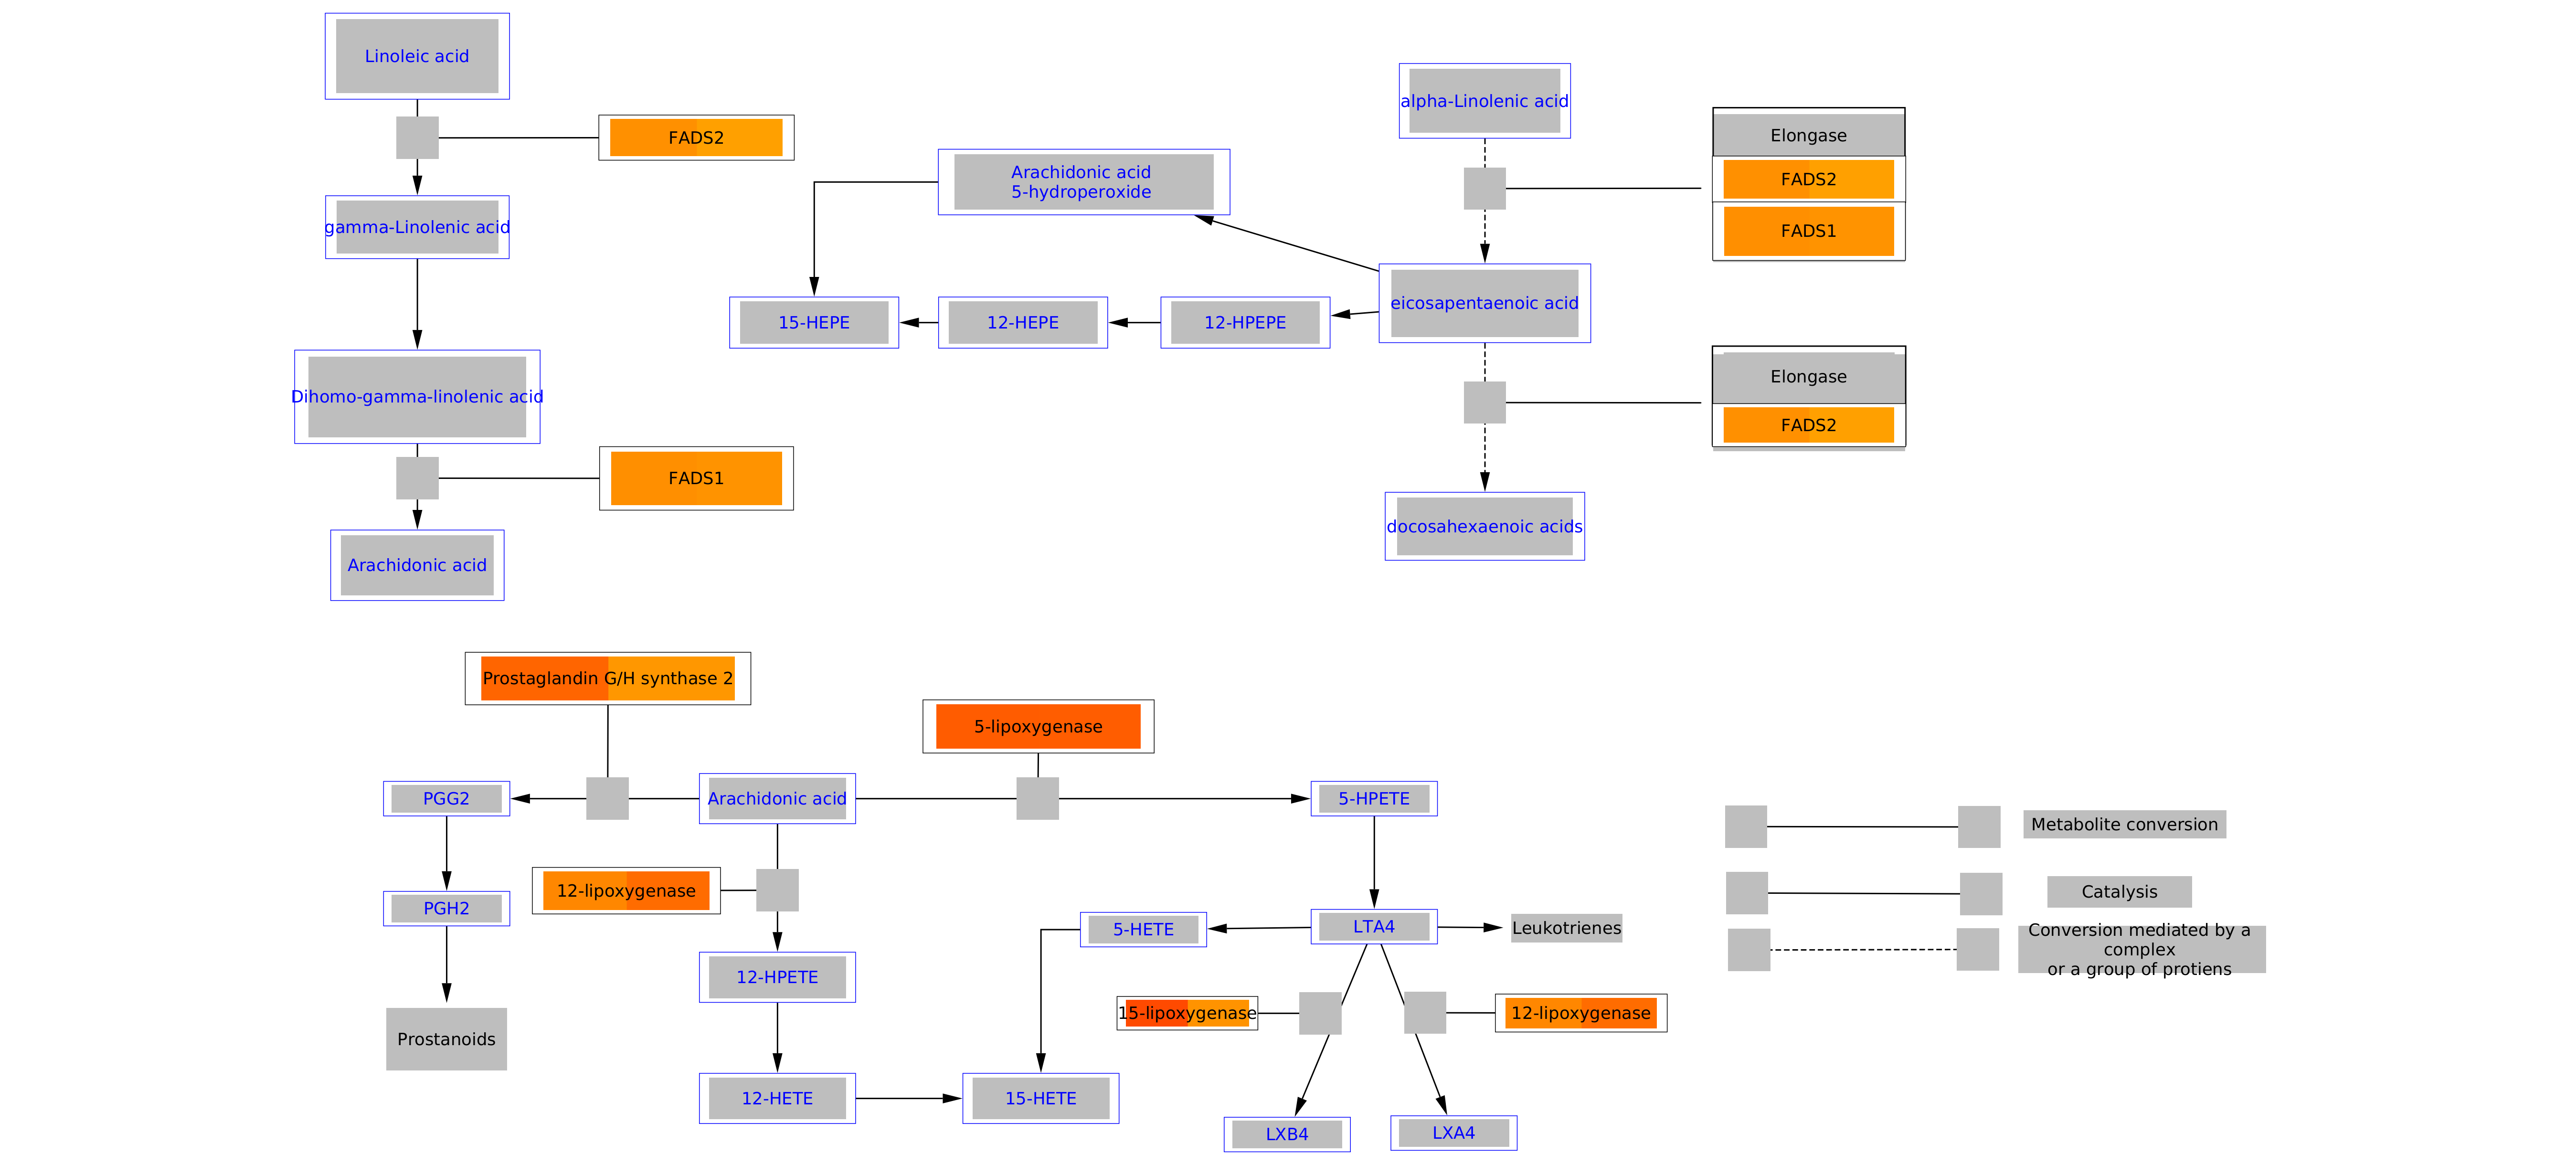 Linoleic acid
FADS2
gamma-Linolenic acid
Dihomo-gamma-linolenic acid
FADS1
Arachidonic acid
alpha-Linolenic acid
Elongase
FADS2
FADS1
Arachidonic acid
5-hydroperoxide
eicosapentaenoic acid
15-HEPE
12-HEPE
12-HPEPE
Elongase
FADS2
docosahexaenoic acids
Prostaglandin G/H synthase 2
5-lipoxygenase
PGG2
Arachidonic acid
5-HPETE
12-lipoxygenase
PGH2
5-HETE
LTA4
Leukotrienes
12-HPETE
15-lipoxygenase
12-lipoxygenase
Prostanoids
12-HETE
15-HETE
LXB4
LXA4
Metabolite conversion
Catalysis
Conversion mediated by a
complex
or a group of protiens